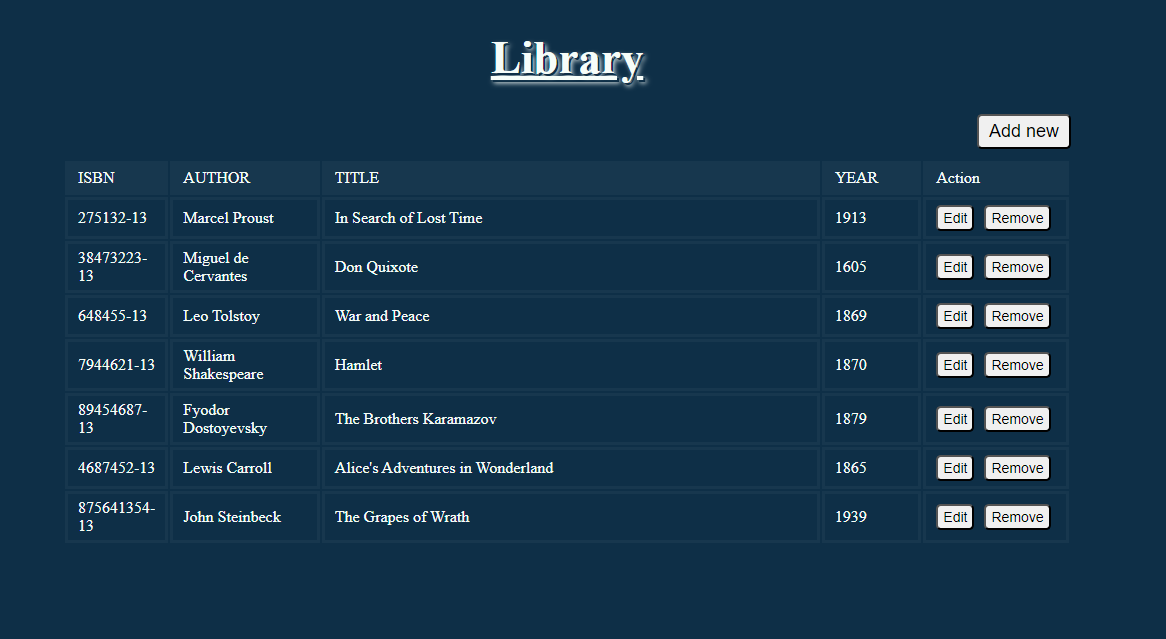 Library
Add new
ISBN AUTHOR TITLE YEAR Action
275132-13 Marcel Proust In Search of Lost Time 1913 Edit Remove
38473223-
13 Miguel de
Cervantes Don Quixote 1605 Edit Remove
648455-13 Leo Tolstoy War and Peace 1869 Edit Remove
7944621-13 William
Shakespeare Hamlet 1870 Edit Remove
89454687-
13 Fyodor
Dostoyevsky The Brothers Karamazov 1879 Edit Remove
4687452-13 Lewis Carroll Alice's Adventures in Wonderland 1865 Edit Remove
875641354-
13 John Steinbeck The Grapes of Wrath 1939 Edit Remove